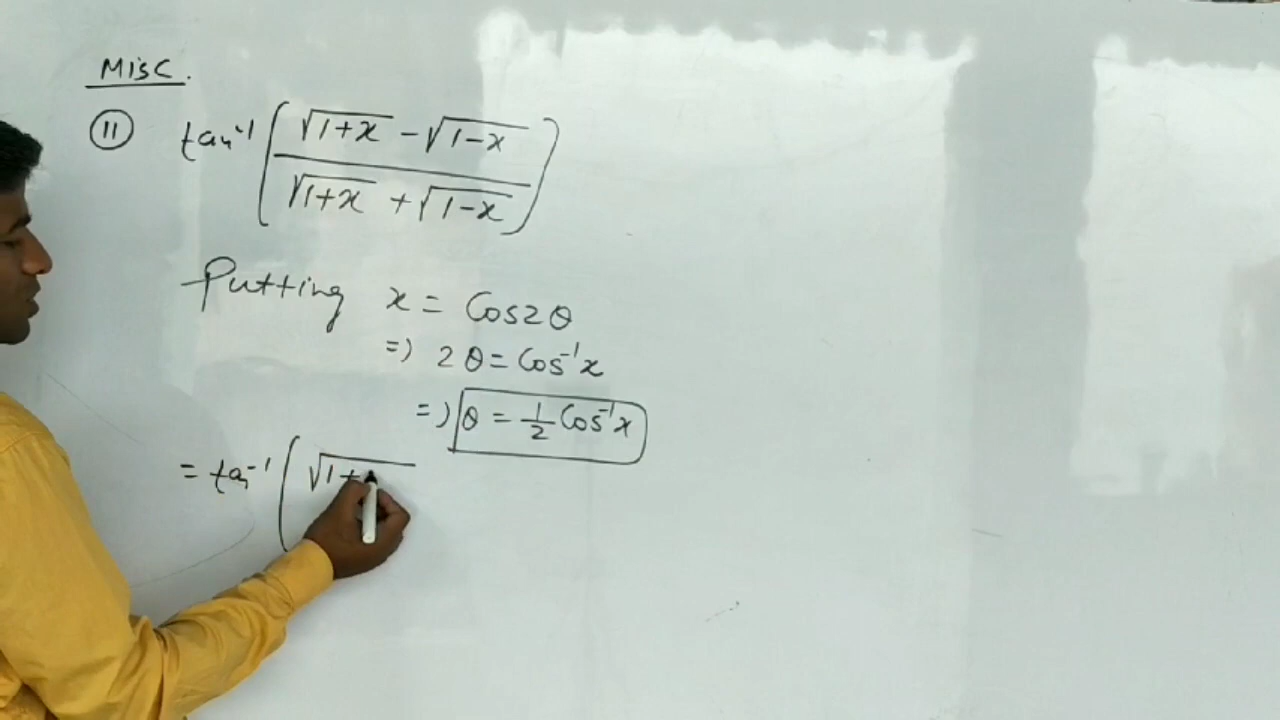 Misc.
(11) tan⁻¹ ( (√1+x - √1-x) / (√1+x + √1-x) )
Putting x = Cos2θ
=) 2θ = Cos⁻¹x
=) θ = 1/2 Cos⁻¹x
= tan⁻¹ ( √1+